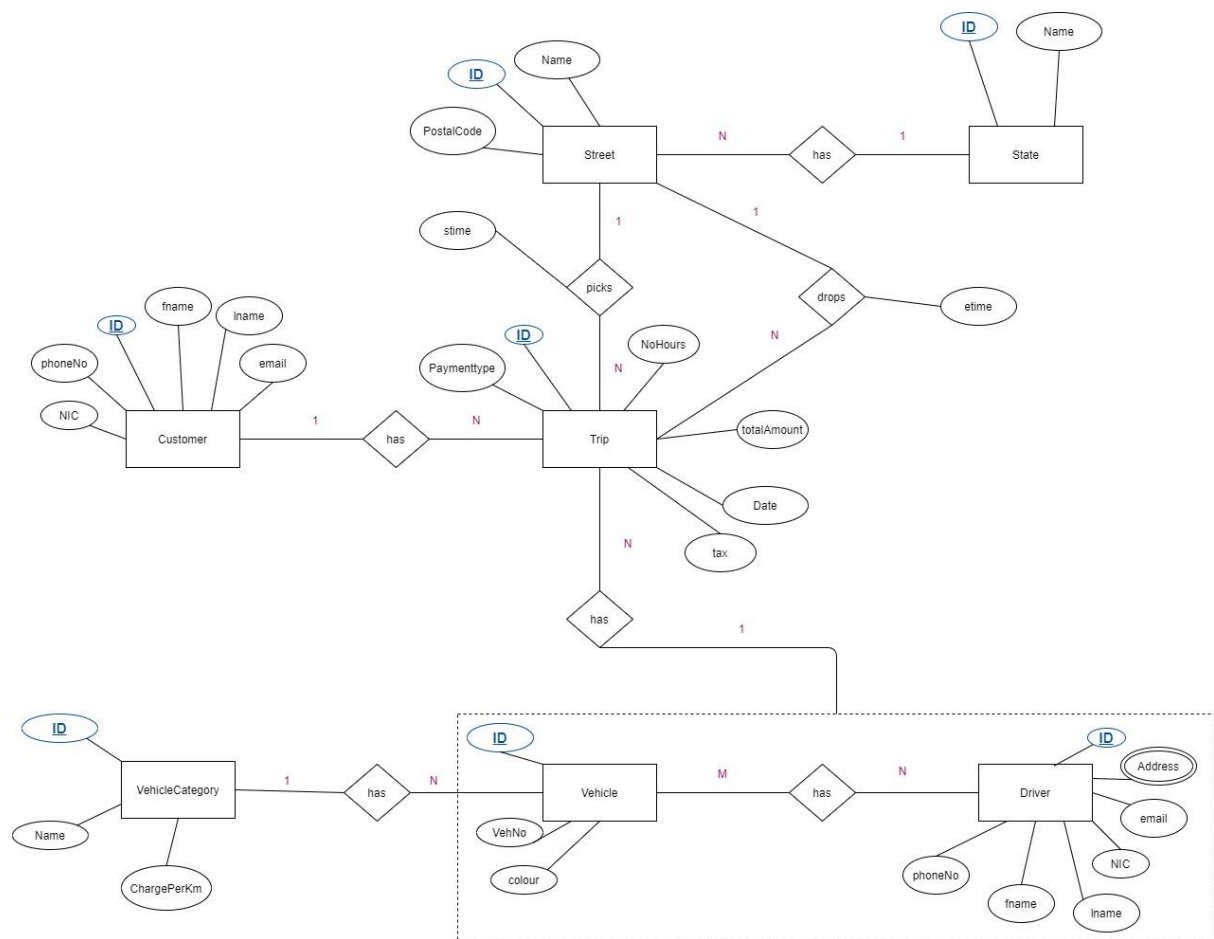 ID
Name
ID
Name
PostalCode
Street
N
has
1
State
stime
1
picks
1
drops
etime
N
N
ID
fname
lname
phoneNo
email
NIC
Customer
1
has
N
Paymenttype
ID
NoHours
Trip
totalAmount
Date
tax
N
has
1
ID
VehicleCategory
Name
ChargePerKm
1
has
N
ID
Vehicle
VehNo
colour
M
has
N
ID
Address
Driver
email
NIC
phoneNo
fname
lname